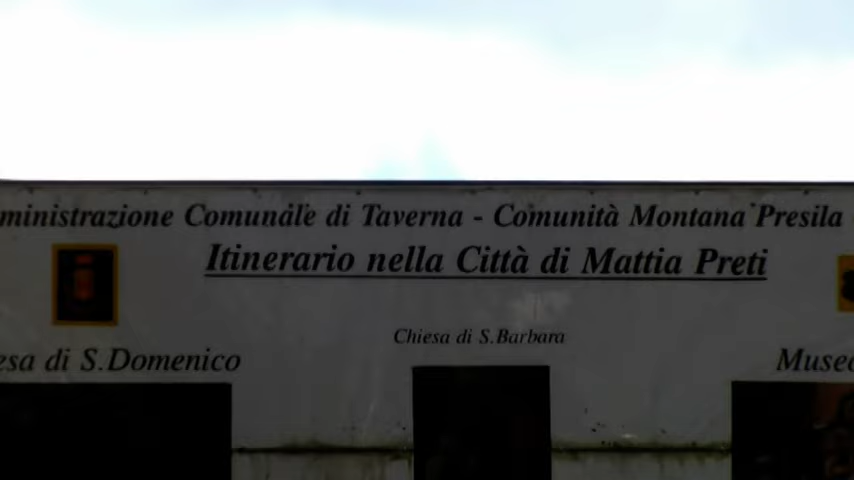 ministrazione Comunale di Taverna - Comunità Montana Presila
Itinerario nella Città di Mattia Preti
Chiesa di S.Barbara
esa di S.Domenico
Museo